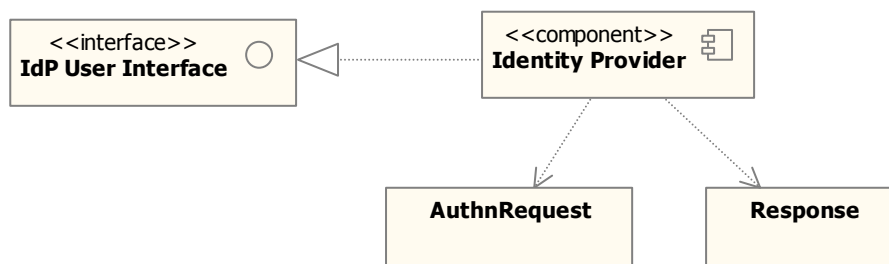 <<interface>>
IdP User Interface
<<component>>
Identity Provider
AuthnRequest
Response